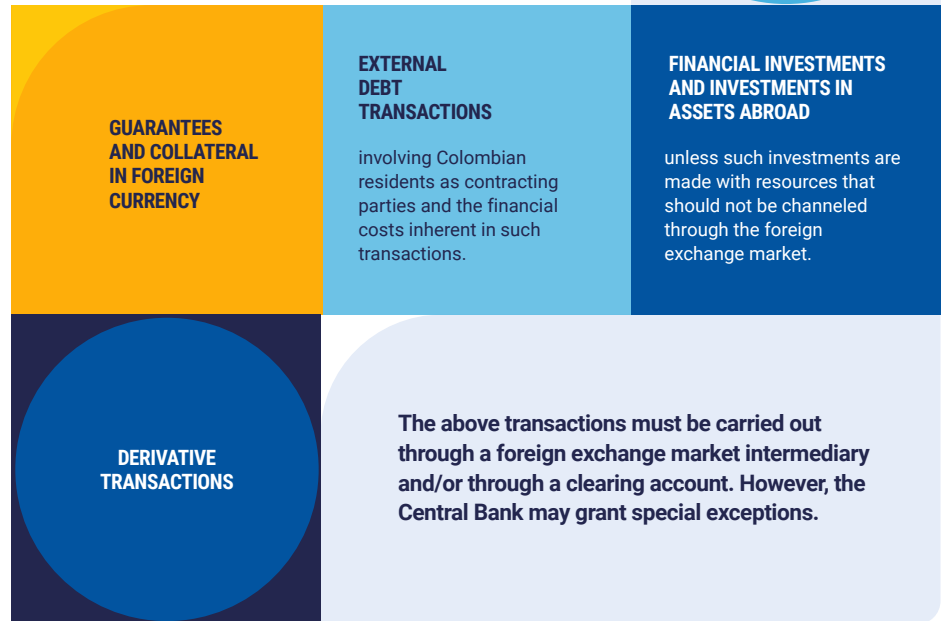 GUARANTEES
AND COLLATERAL
IN FOREIGN
CURRENCY
EXTERNAL
DEBT
TRANSACTIONS
involving Colombian
residents as contracting
parties and the financial
costs inherent in such
transactions.
FINANCIAL INVESTMENTS
AND INVESTMENTS IN
ASSETS ABROAD
unless such investments are
made with resources that
should not be channeled
through the foreign
exchange market.
DERIVATIVE
TRANSACTIONS
The above transactions must be carried out
through a foreign exchange market intermediary
and/or through a clearing account. However, the
Central Bank may grant special exceptions.